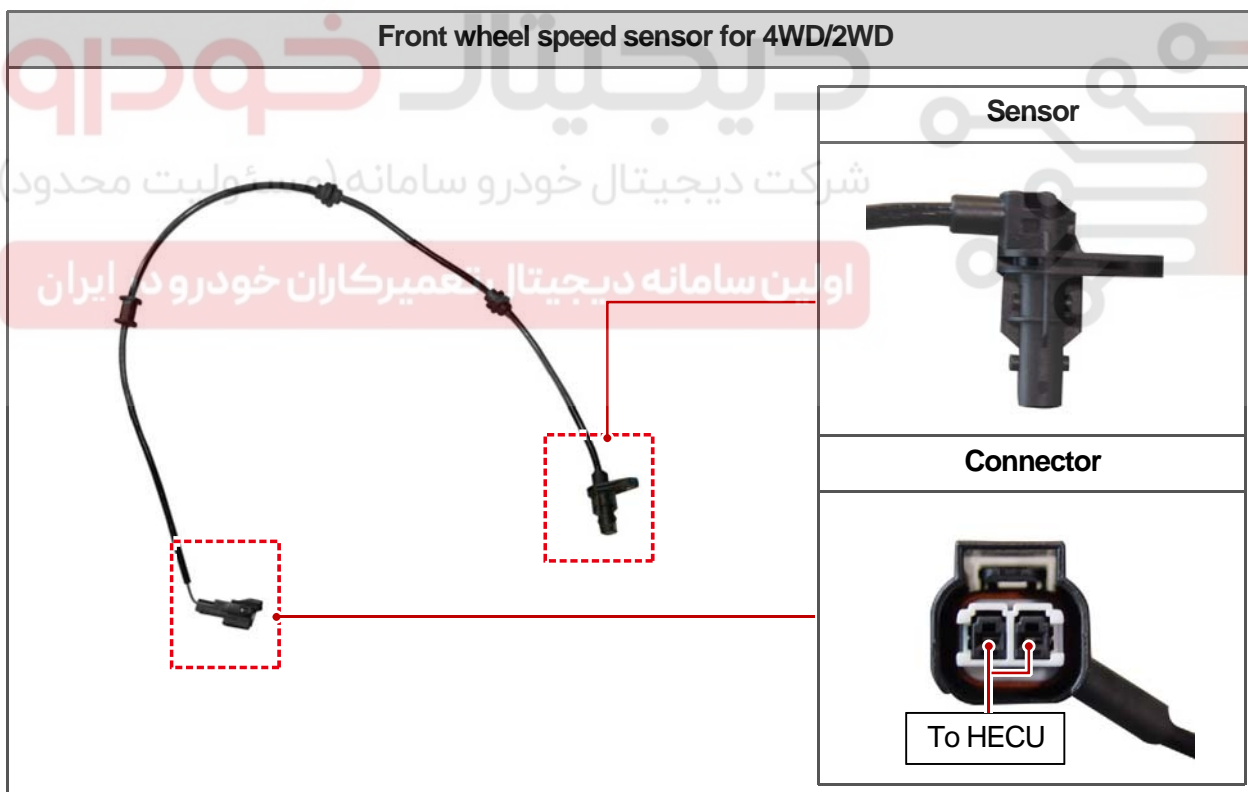 Front wheel speed sensor for 4WD/2WD
دیجیتال خودرو
Sensor
شرکت دیجیتال خودرو سامانه (مسئولیت محدود)
اولین سامانه دیجیتال تعمیرکاران خودرو در ایران
Connector
To HECU